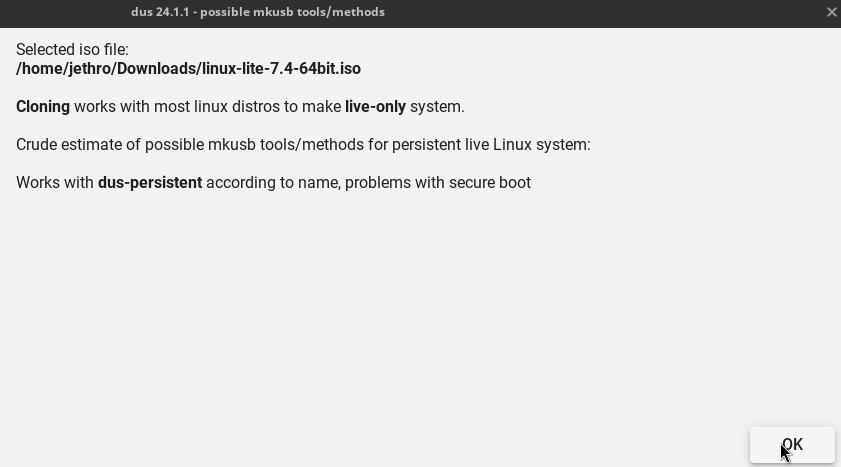 dus 24.1.1 - possible mkusb tools/methods
Selected iso file:
/home/jethro/Downloads/linux-lite-7.4-64bit.iso
Cloning works with most linux distros to make live-only system.
Crude estimate of possible mkusb tools/methods for persistent live Linux system:
Works with dus-persistent according to name, problems with secure boot
OK